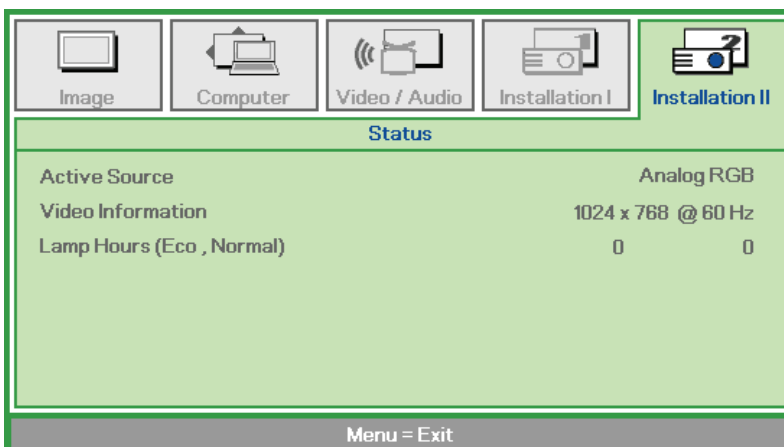 Image Computer Video / Audio Installation I Installation II
Status
Active Source Analog RGB
Video Information 1024 x 768 @ 60 Hz
Lamp Hours (Eco , Normal) 0 0
Menu = Exit